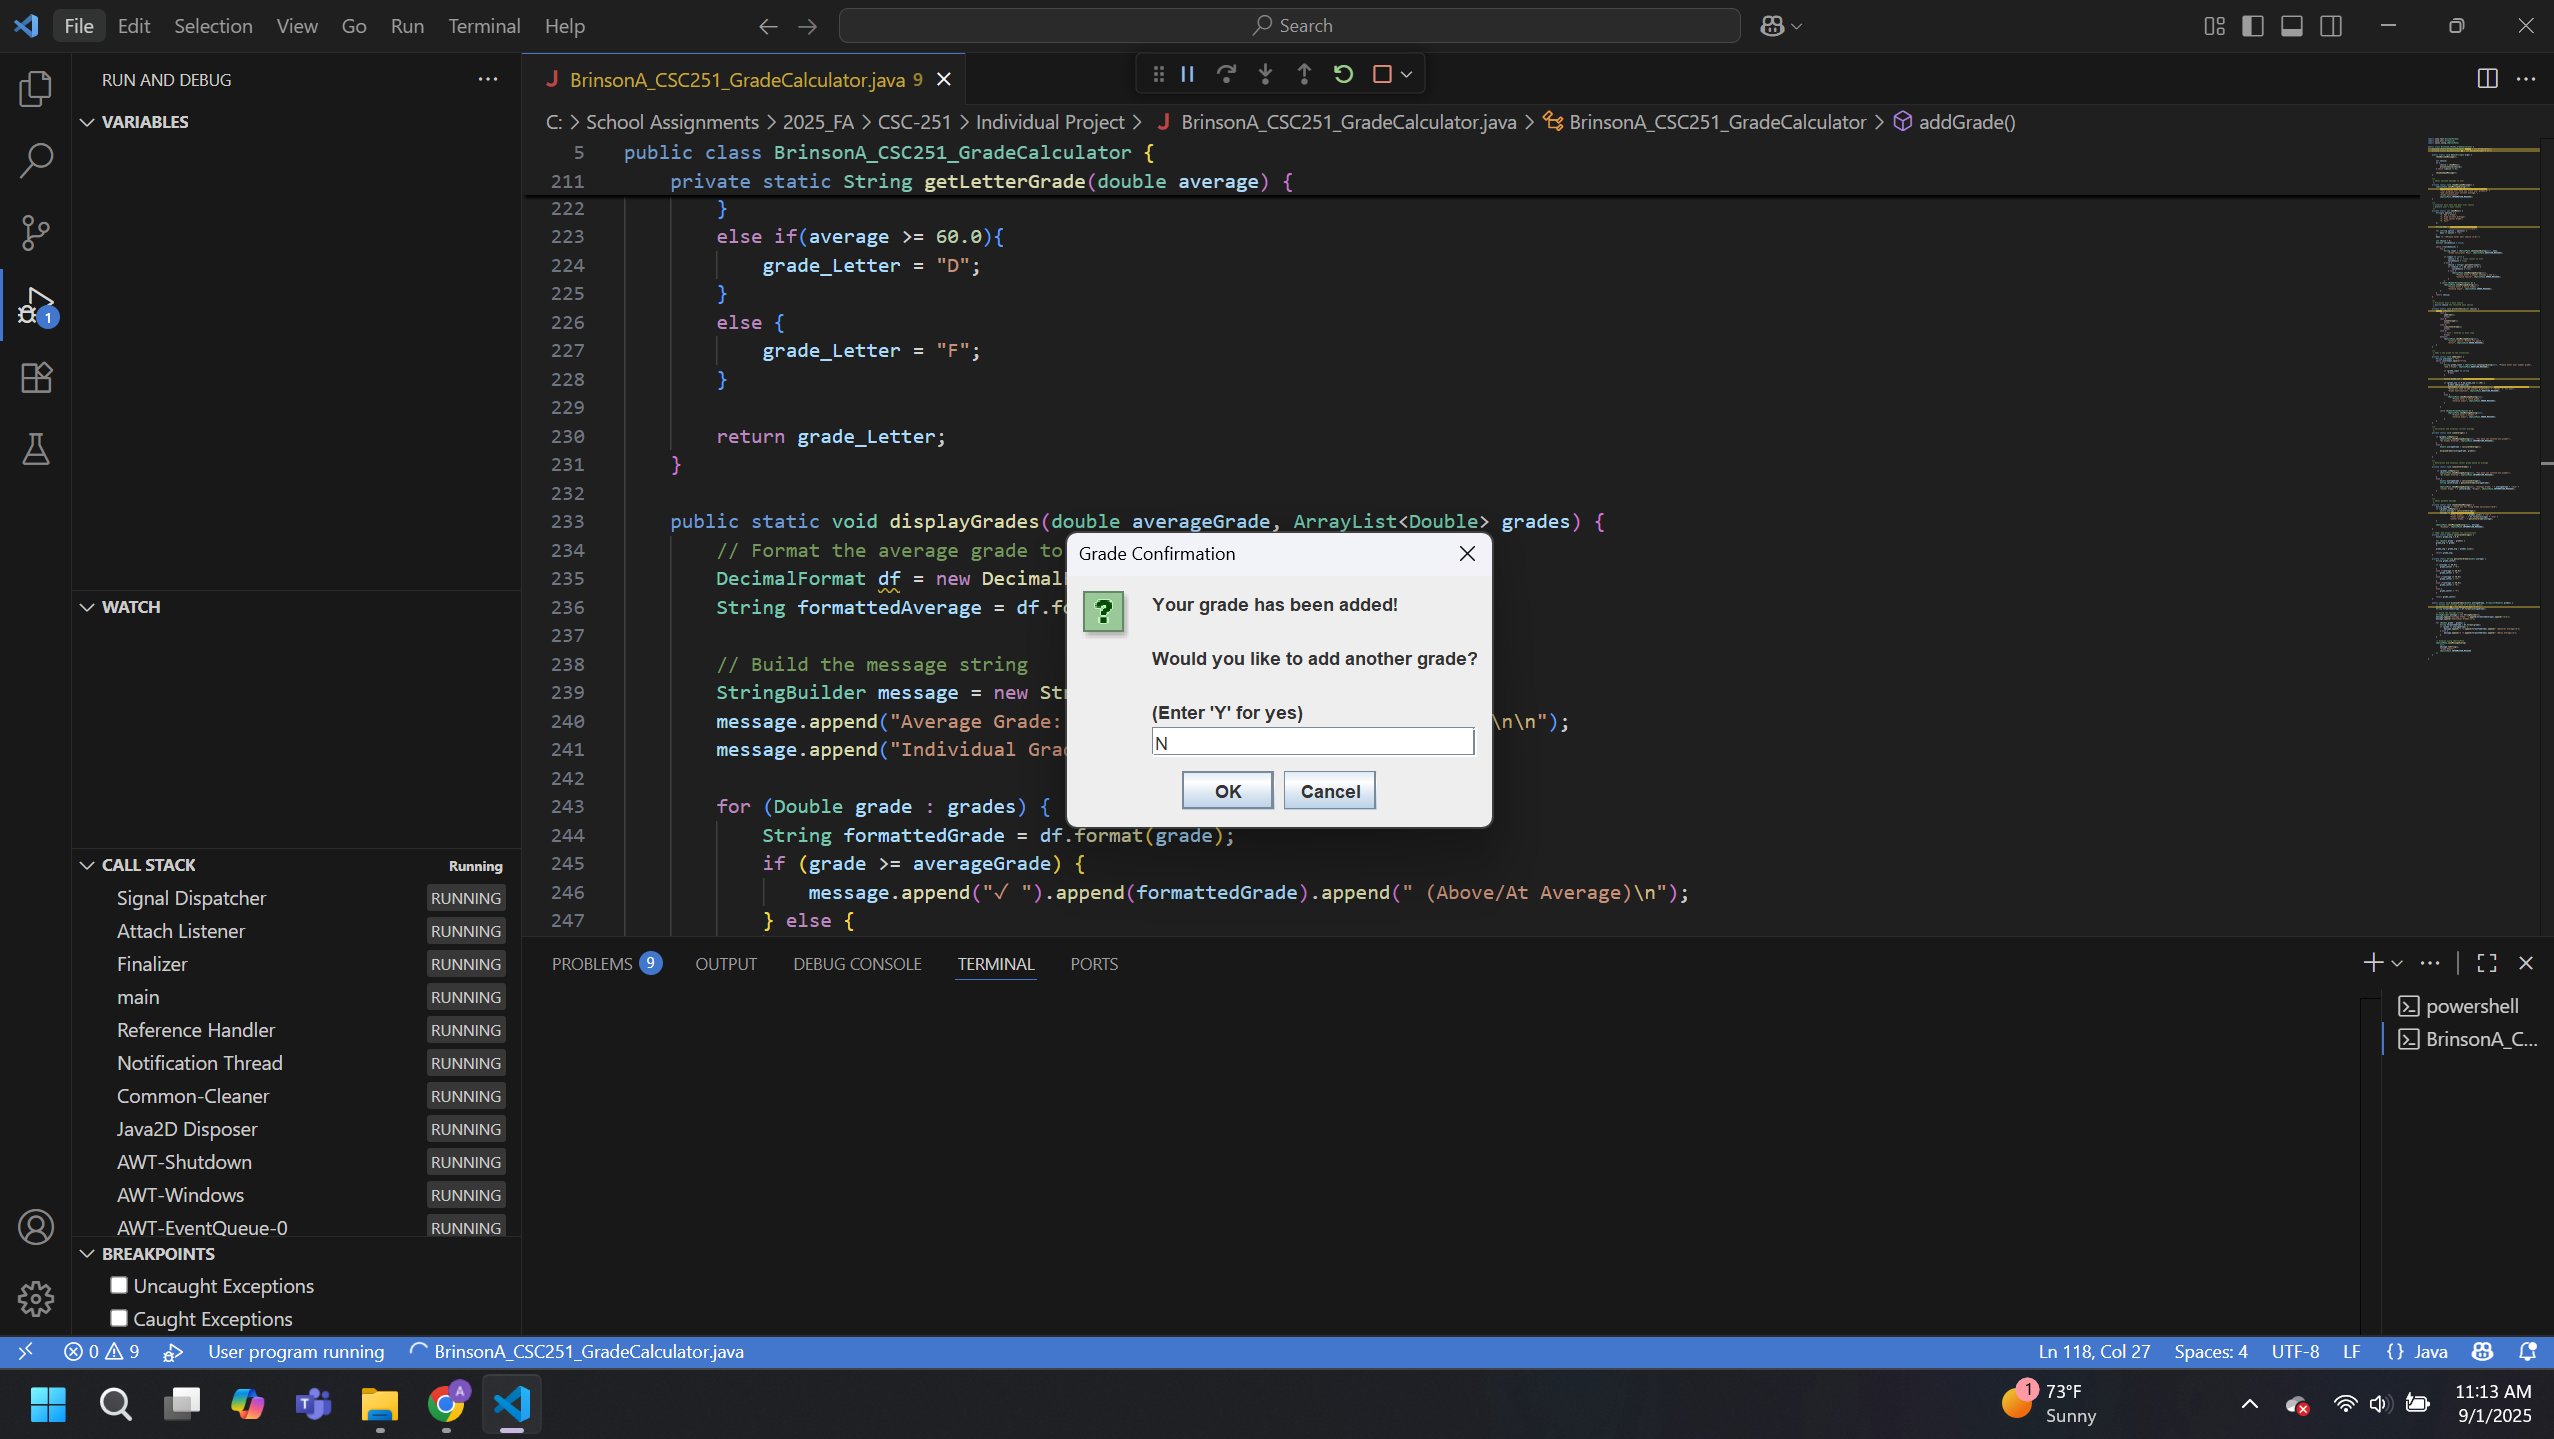 File Edit Selection View Go Run Terminal Help
Search
RUN AND DEBUG
VARIABLES
WATCH
CALL STACK Running
Signal Dispatcher RUNNING
Attach Listener RUNNING
Finalizer RUNNING
main RUNNING
Reference Handler RUNNING
Notification Thread RUNNING
Common-Cleaner RUNNING
Java2D Disposer RUNNING
AWT-Shutdown RUNNING
AWT-Windows RUNNING
AWT-EventQueue-0 RUNNING
BREAKPOINTS
Uncaught Exceptions
Caught Exceptions
1
J BrinsonA_CSC251_GradeCalculator.java 9
C: > School Assignments > 2025_FA > CSC-251 > Individual Project > J BrinsonA_CSC251_GradeCalculator.java > BrinsonA_CSC251_GradeCalculator > addGrade()
5 public class BrinsonA_CSC251_GradeCalculator {
211 private static String getLetterGrade(double average) {
222 }
223 else if(average >= 60.0){
224 grade_Letter = "D";
225 }
226 else {
227 grade_Letter = "F";
228 }
229
230 return grade_Letter;
231 }
232
233 public static void displayGrades(double averageGrade, ArrayList<Double> grades) {
234 // Format the average grade to
235 DecimalFormat df = new Decimal
236 String formattedAverage = df.fo
237
238 // Build the message string
239 StringBuilder message = new Str
240 message.append("Average Grade: \n\n");
241 message.append("Individual Grad
242
243 for (Double grade : grades) {
244 String formattedGrade = df.format(grade);
245 if (grade >= averageGrade) {
246 message.append("✓ ").append(formattedGrade).append(" (Above/At Average)\n");
247 } else {
Grade Confirmation
?
Your grade has been added!
Would you like to add another grade?
(Enter 'Y' for yes)
N
OK Cancel
PROBLEMS 9 OUTPUT DEBUG CONSOLE TERMINAL PORTS
powershell
BrinsonA_C...
0 9 User program running BrinsonA_CSC251_GradeCalculator.java Ln 118, Col 27 Spaces: 4 UTF-8 LF {} Java
A
T
1
73°F
Sunny
11:13 AM
9/1/2025